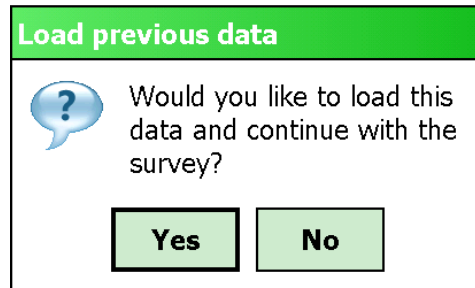 Load previous data
?
Would you like to load this
data and continue with the
survey?
Yes No